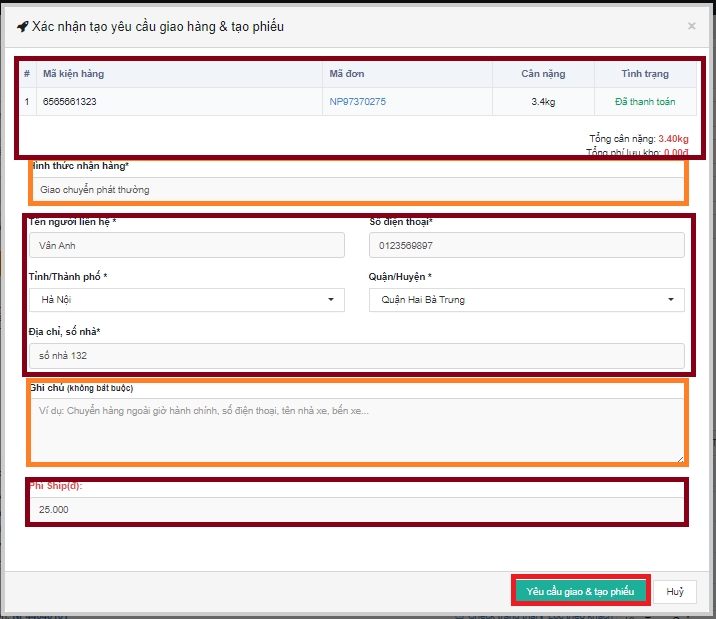 Xác nhận tạo yêu cầu giao hàng & tạo phiếu ×
# Mã kiện hàng Mã đơn Cân nặng Tình trạng
1 6565661323 NP97370275 3.4kg Đã thanh toán
Tổng cân nặng: 3.40kg
Tổng phí lưu kho: 0.00đ
Hình thức nhận hàng*
Giao chuyển phát thường
Tên người liên hệ * Số điện thoại*
Vân Anh 0123569897
Tỉnh/Thành phố * Quận/Huyện *
Hà Nội Quận Hai Bà Trưng
Địa chỉ, số nhà*
số nhà 132
Ghi chú (không bắt buộc)
Ví dụ: Chuyển hàng ngoài giờ hành chính, số điện thoại, tên nhà xe, bến xe...
Phí Ship(đ):
25.000
Yêu cầu giao & tạo phiếu Huỷ